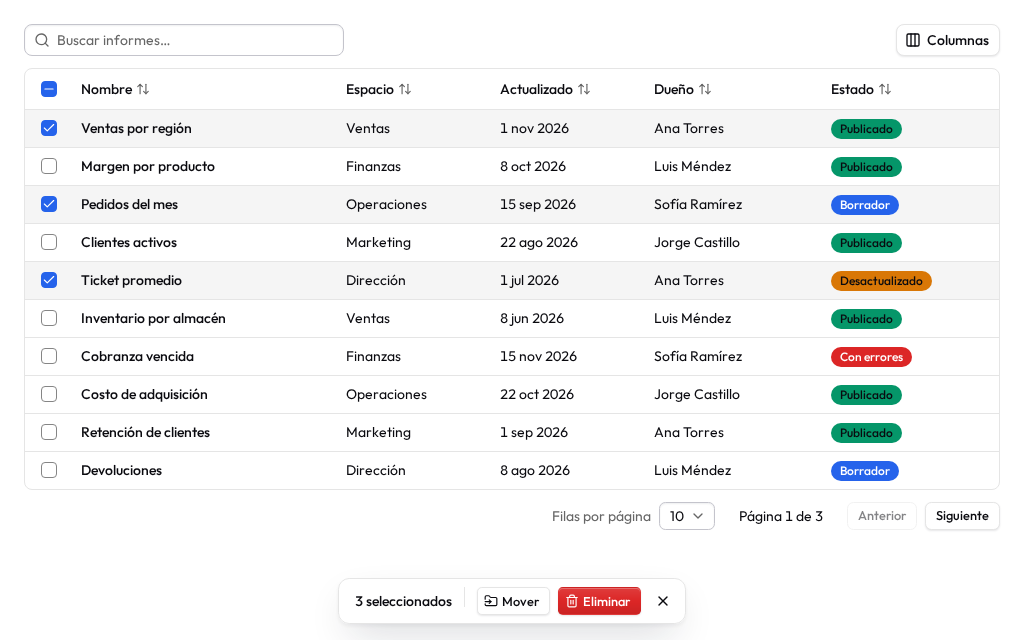 Buscar informes…
Columnas
Nombre Espacio Actualizado Dueño Estado
Ventas por región Ventas 1 nov 2026 Ana Torres Publicado
Margen por producto Finanzas 8 oct 2026 Luis Méndez Publicado
Pedidos del mes Operaciones 15 sep 2026 Sofía Ramírez Borrador
Clientes activos Marketing 22 ago 2026 Jorge Castillo Publicado
Ticket promedio Dirección 1 jul 2026 Ana Torres Desactualizado
Inventario por almacén Ventas 8 jun 2026 Luis Méndez Publicado
Cobranza vencida Finanzas 15 nov 2026 Sofía Ramírez Con errores
Costo de adquisición Operaciones 22 oct 2026 Jorge Castillo Publicado
Retención de clientes Marketing 1 sep 2026 Ana Torres Publicado
Devoluciones Dirección 8 ago 2026 Luis Méndez Borrador
Filas por página 10 Página 1 de 3 Anterior Siguiente
3 seleccionados Mover Eliminar